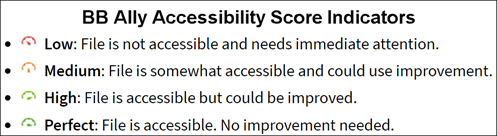 BB Ally Accessibility Score Indicators
• Low: File is not accessible and needs immediate attention.
• Medium: File is somewhat accessible and could use improvement.
• High: File is accessible but could be improved.
• Perfect: File is accessible. No improvement needed.